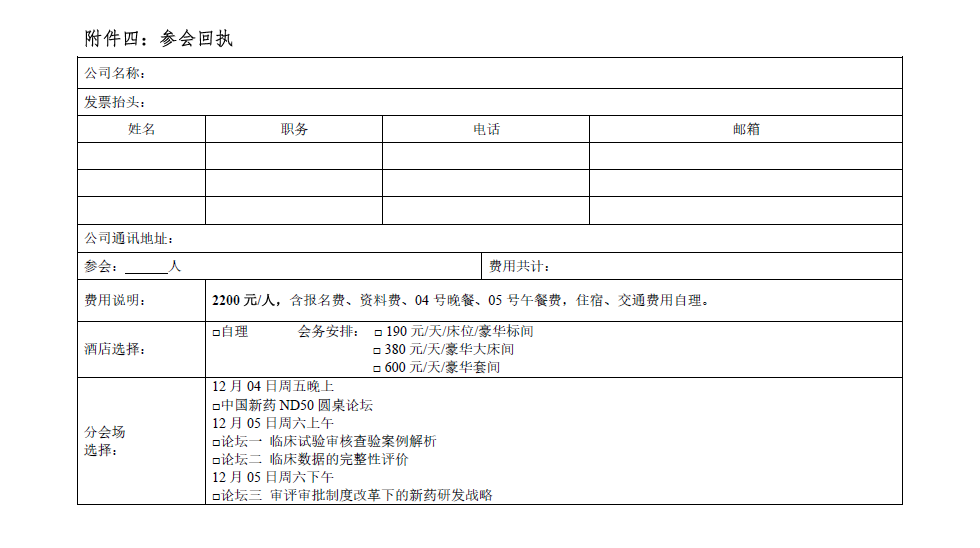 附件四：参会回执
公司名称：
发票抬头：
姓名 职务 电话 邮箱
公司通讯地址：
参会：______人 费用共计：
费用说明： 2200 元/人，含报名费、资料费、04 号晚餐、05 号午餐费，住宿、交通费用自理。
酒店选择： □自理 会务安排： □ 190 元/天/床位/豪华标间
□ 380 元/天/豪华大床间
□ 600 元/天/豪华套间
分会场
选择：
12 月 04 日周五晚上
□中国新药 ND50 圆桌论坛
12 月 05 日周六上午
□论坛一 临床试验审核查验案例解析
□论坛二 临床数据的完整性评价
12 月 05 日周六下午
□论坛三 审评审批制度改革下的新药研发战略